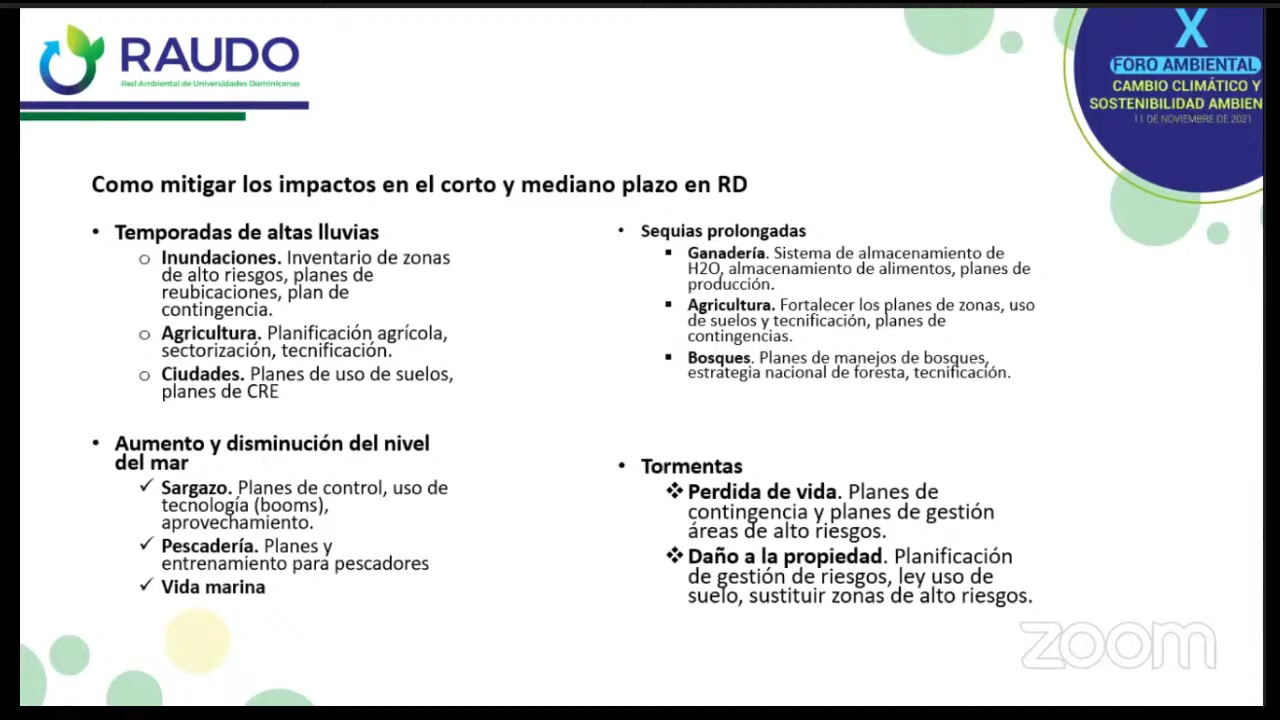 RAUDO
Red Ambiental de Universidades Dominicanas
X
FORO AMBIENTAL
CAMBIO CLIMÁTICO Y
SOSTENIBILIDAD AMBIEN
11 DE NOVIEMBRE DE 2021
Como mitigar los impactos en el corto y mediano plazo en RD
• Temporadas de altas lluvias
o Inundaciones. Inventario de zonas
de alto riesgos, planes de
reubicaciones, plan de
contingencia.
o Agricultura. Planificación agrícola,
sectorización, tecnificación.
o Ciudades. Planes de uso de suelos,
planes de CRE
• Aumento y disminución del nivel
del mar
✓ Sargazo. Planes de control, uso de
tecnología (booms),
aprovechamiento.
✓ Pescadería. Planes y
entrenamiento para pescadores
✓ Vida marina
• Sequias prolongadas
▪ Ganadería. Sistema de almacenamiento de
H2O, almacenamiento de alimentos, planes de
producción.
▪ Agricultura. Fortalecer los planes de zonas, uso
de suelos y tecnificación, planes de
contingencias.
▪ Bosques. Planes de manejos de bosques,
estrategia nacional de foresta, tecnificación.
• Tormentas
❖ Perdida de vida. Planes de
contingencia y planes de gestión
áreas de alto riesgos.
❖ Daño a la propiedad. Planificación
de gestión de riesgos, ley uso de
suelo, sustituir zonas de alto riesgos.
zoom